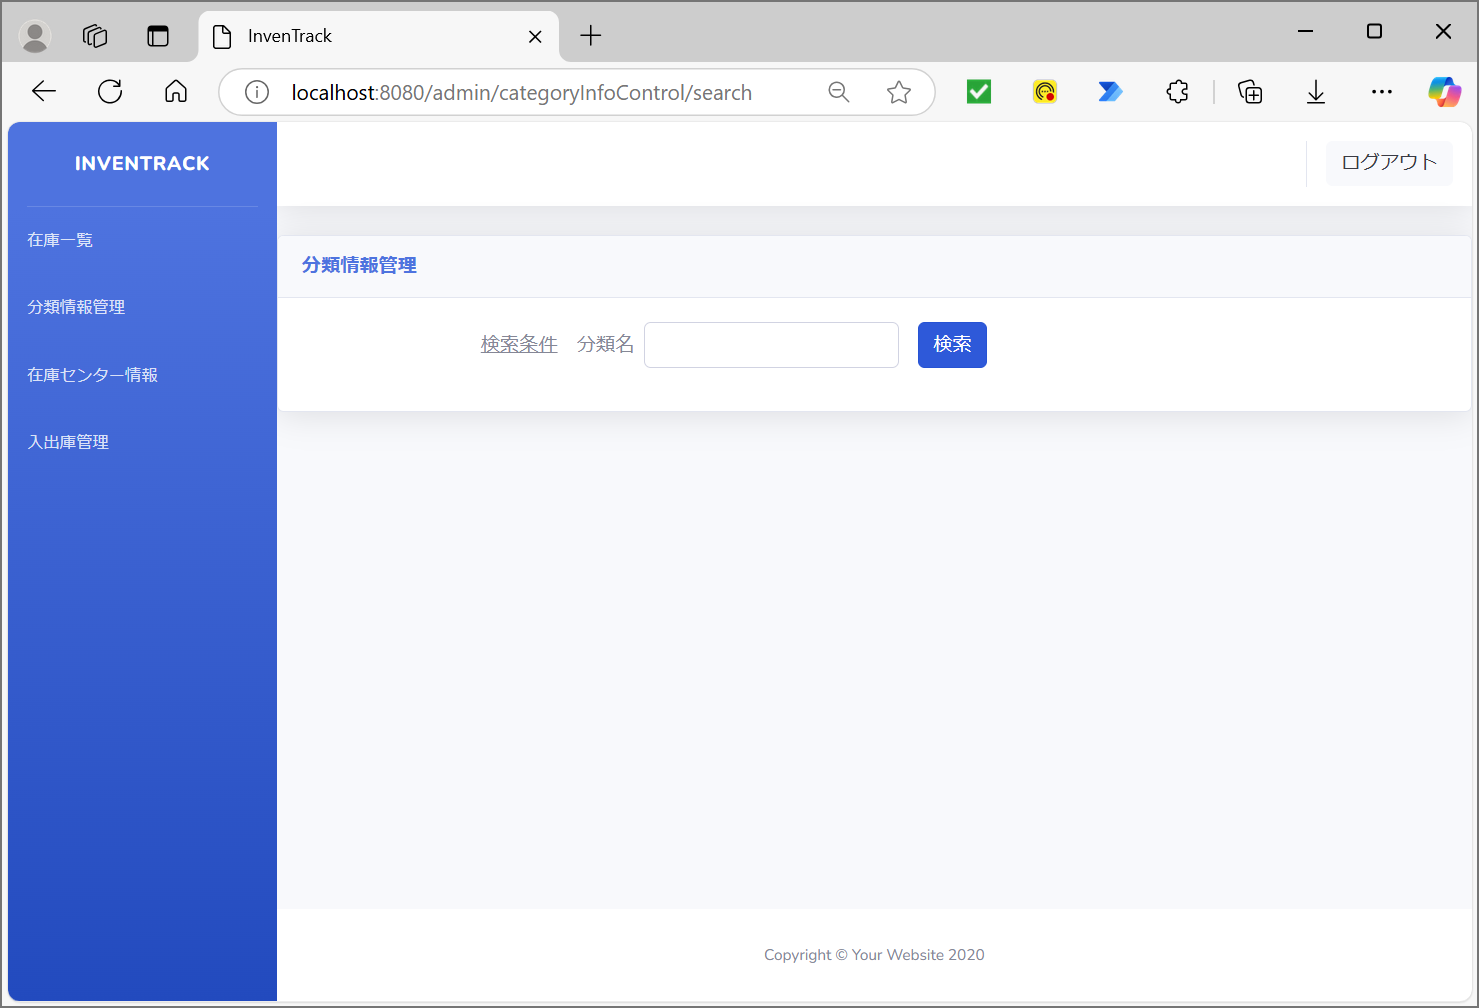 InvenTrack
localhost:8080/admin/categoryInfoControl/search
INVENTRACK
ログアウト
在庫一覧
分類情報管理
在庫センター情報
入出庫管理
分類情報管理
検索条件 分類名 検索
Copyright © Your Website 2020